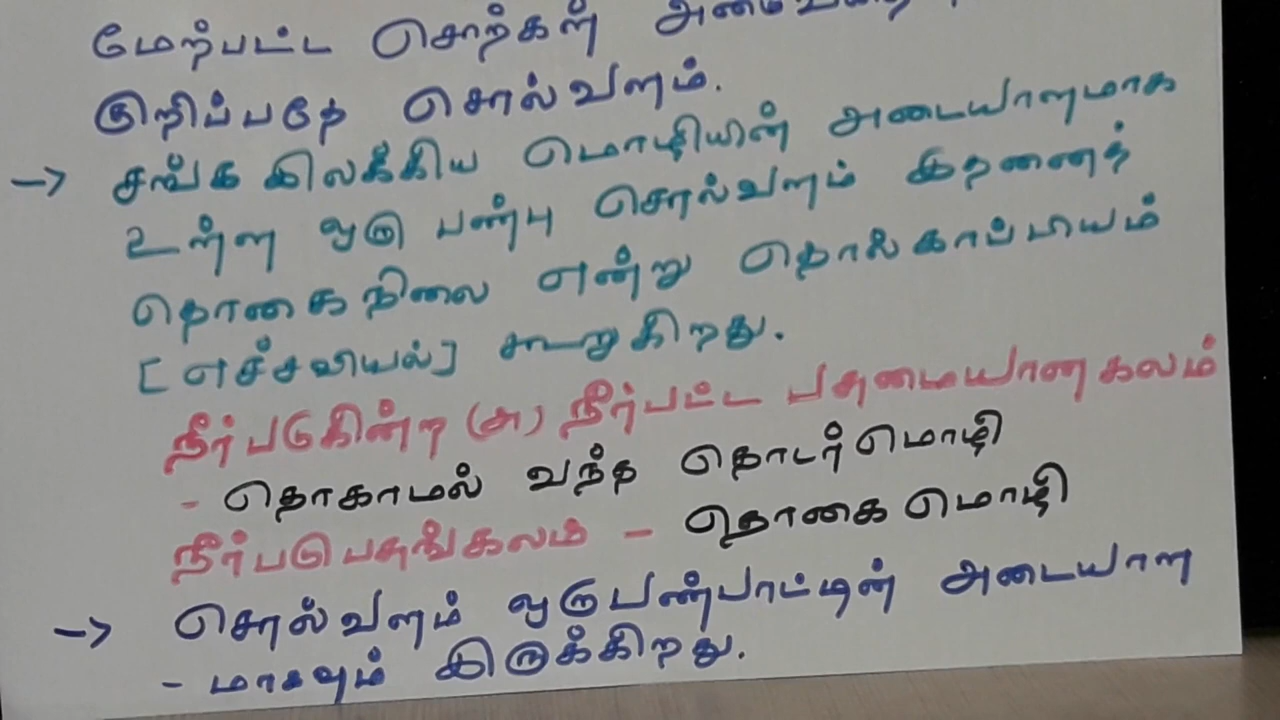 மேற்பட்ட சொற்கள்
குறிப்பதே சொல்வளம்.
→ சங்க இலக்கிய மொழியின் அடையாளமாக
உள்ள ஒரு பண்பு சொல்வளம் இதனைத்
தொகைநிலை என்று தொல்காப்பியம்
[எச்சவியல்] கூறுகிறது.
நீர்படுகின்ற (அ) நீர்பட்ட பசுமையான கலம்
- தொகாமல் வந்த தொடர்மொழி
நீர்படுபசுங்கலம் - தொகைமொழி
→ சொல்வளம் ஒருபண்பாட்டின் அடையாள
- மாகவும் இருக்கிறது.